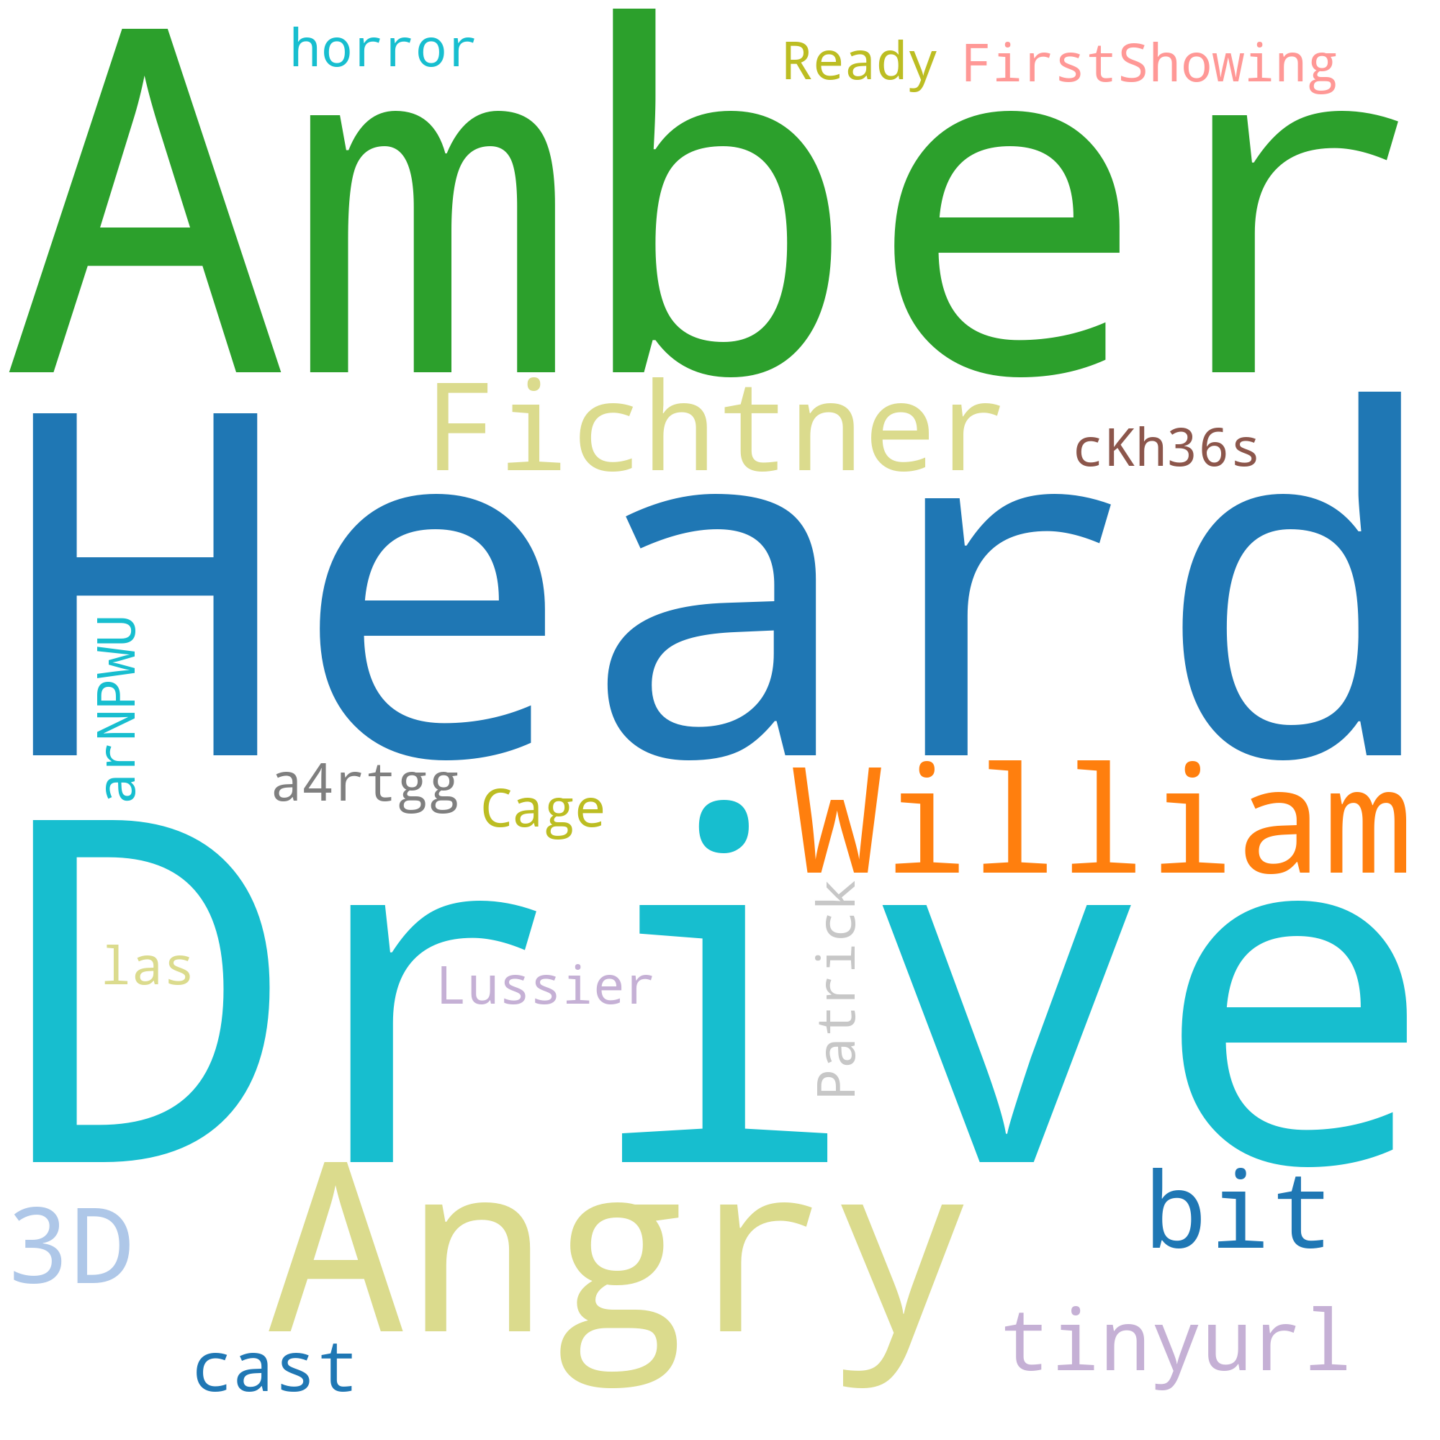 horror
Ready
FirstShowing
Amber
Fichtner
cKh36s
Heard
arNPWU
a4rtgg
Cage
William
Drive
las
Lussier
Patrick
Angry
bit
3D
tinyurl
cast